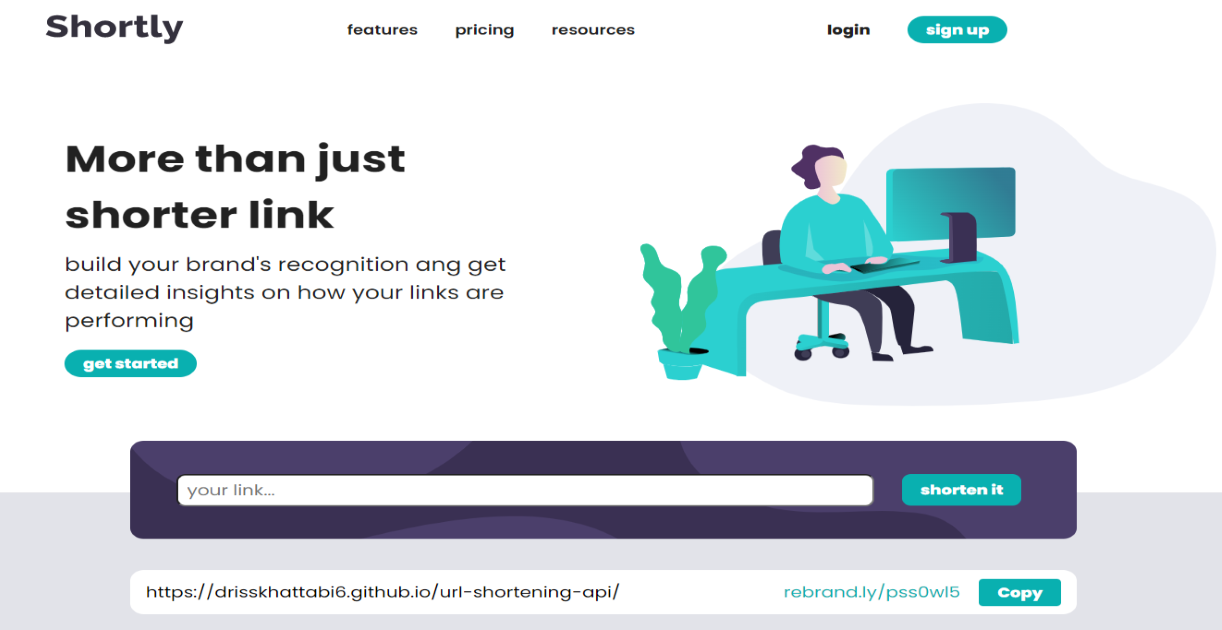 Shortly
features pricing resources login sign up
More than just
shorter link
build your brand's recognition ang get
detailed insights on how your links are
performing
get started
your link...
shorten it
https://drisskhattabi6.github.io/url-shortening-api/ rebrand.ly/pss0wl5 Copy